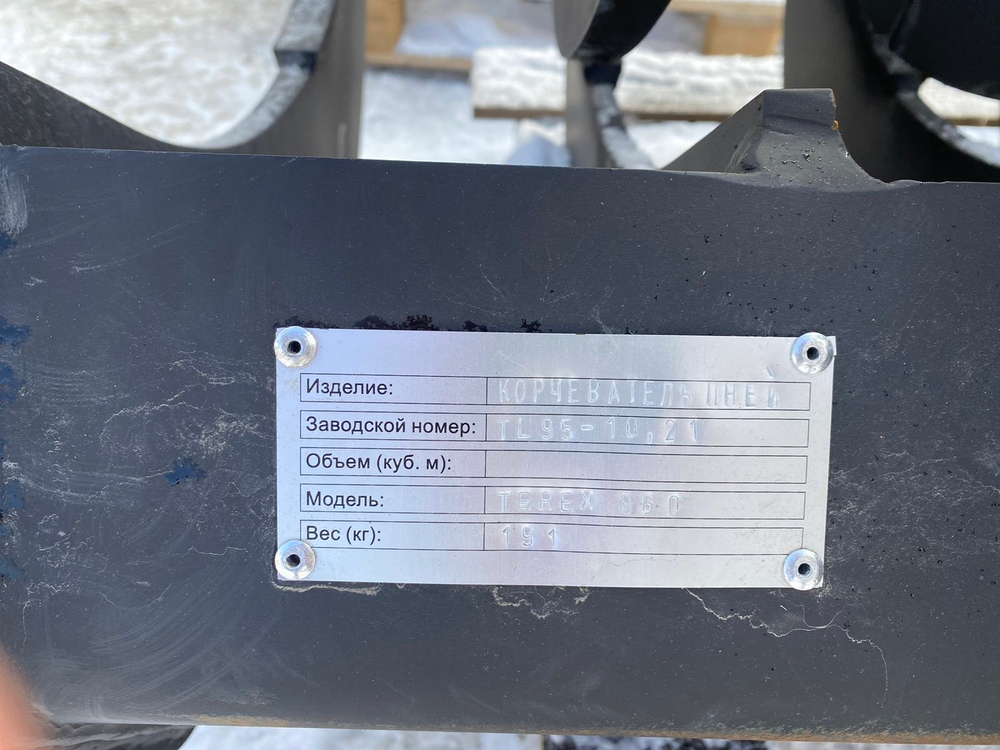 Изделие: КОРЧЕВАТЕЛЬ ПНЕЙ
Заводской номер: TL95-10,21
Объем (куб. м):
Модель: TEREX 860
Вес (кг): 191